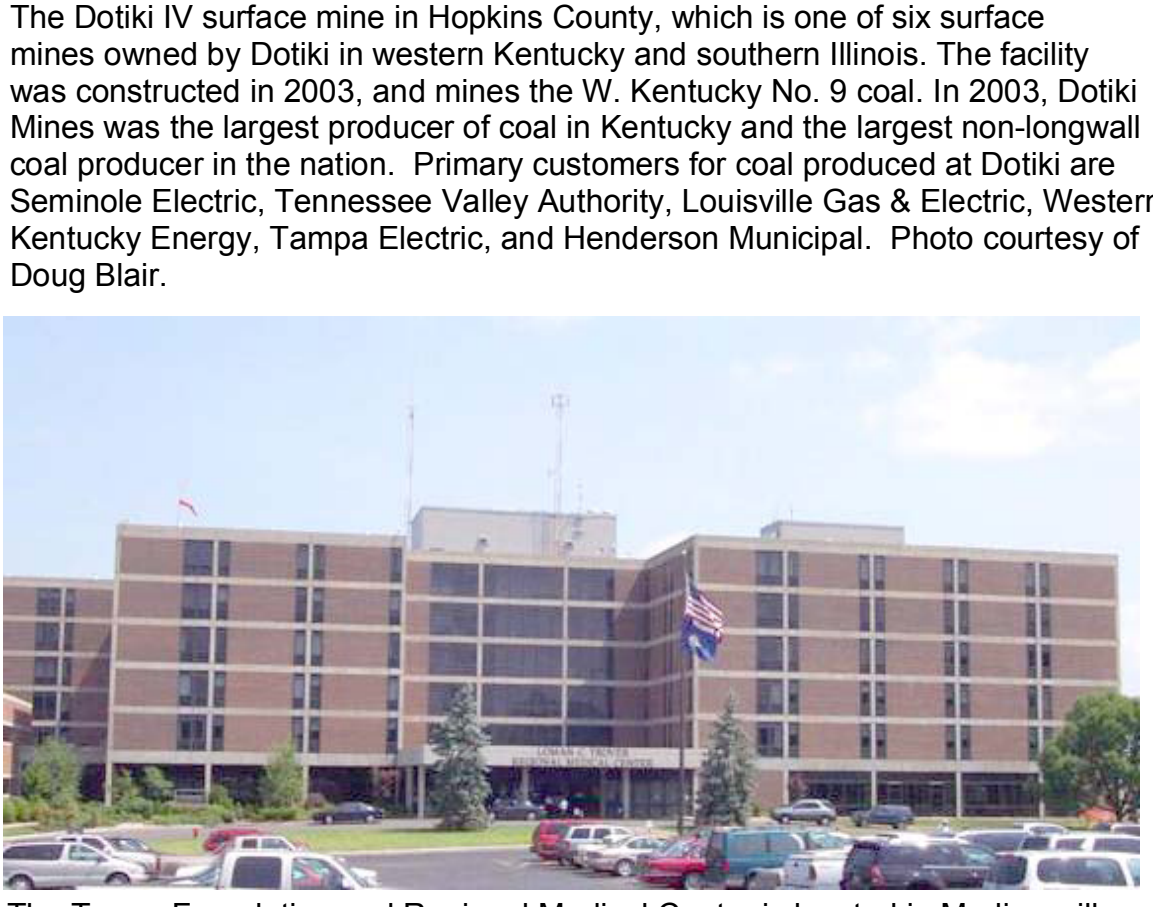 The Dotiki IV surface mine in Hopkins County, which is one of six surface
mines owned by Dotiki in western Kentucky and southern Illinois. The facility
was constructed in 2003, and mines the W. Kentucky No. 9 coal. In 2003, Dotiki
Mines was the largest producer of coal in Kentucky and the largest non-longwall
coal producer in the nation. Primary customers for coal produced at Dotiki are
Seminole Electric, Tennessee Valley Authority, Louisville Gas & Electric, Western
Kentucky Energy, Tampa Electric, and Henderson Municipal. Photo courtesy of
Doug Blair.
REGIONAL MEDICAL CENTER